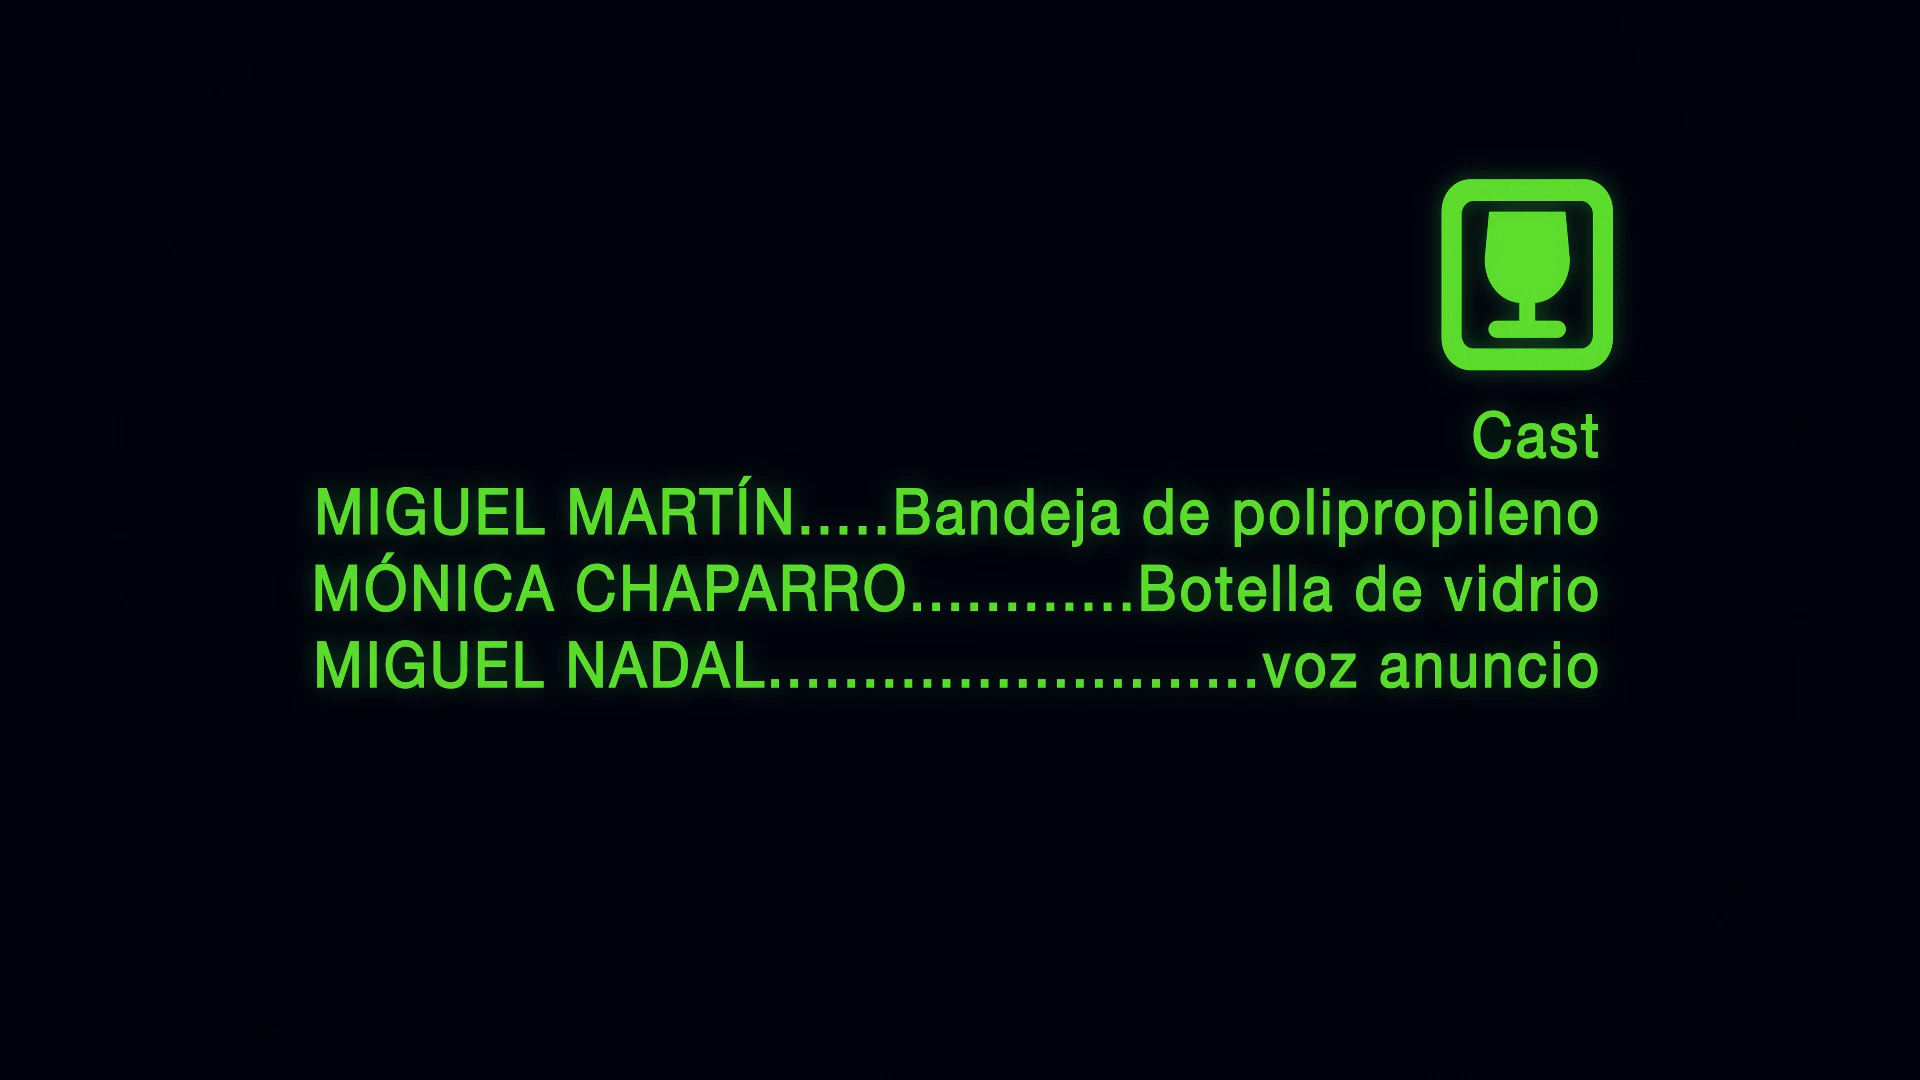 Cast
MIGUEL MARTÍN.....Bandeja de polipropileno
MÓNICA CHAPARRO............Botella de vidrio
MIGUEL NADAL..........................voz anuncio